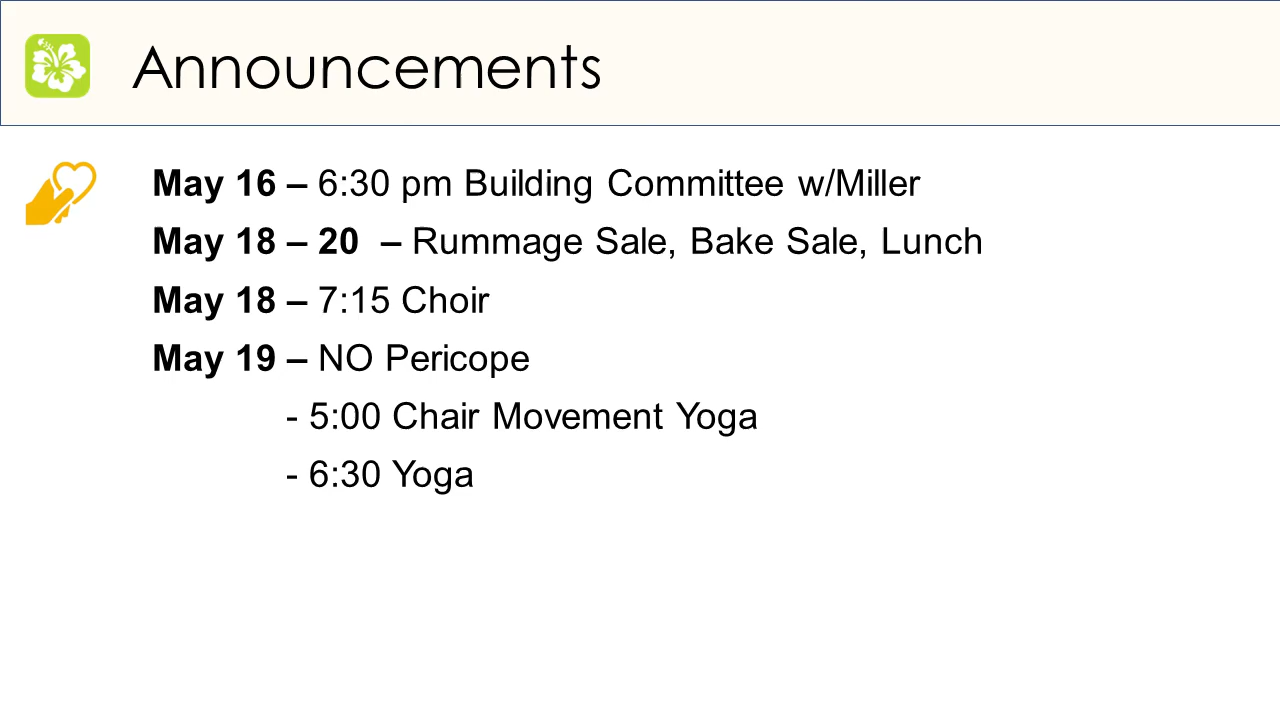 Announcements
May 16 – 6:30 pm Building Committee w/Miller
May 18 – 20 – Rummage Sale, Bake Sale, Lunch
May 18 – 7:15 Choir
May 19 – NO Pericope
- 5:00 Chair Movement Yoga
- 6:30 Yoga